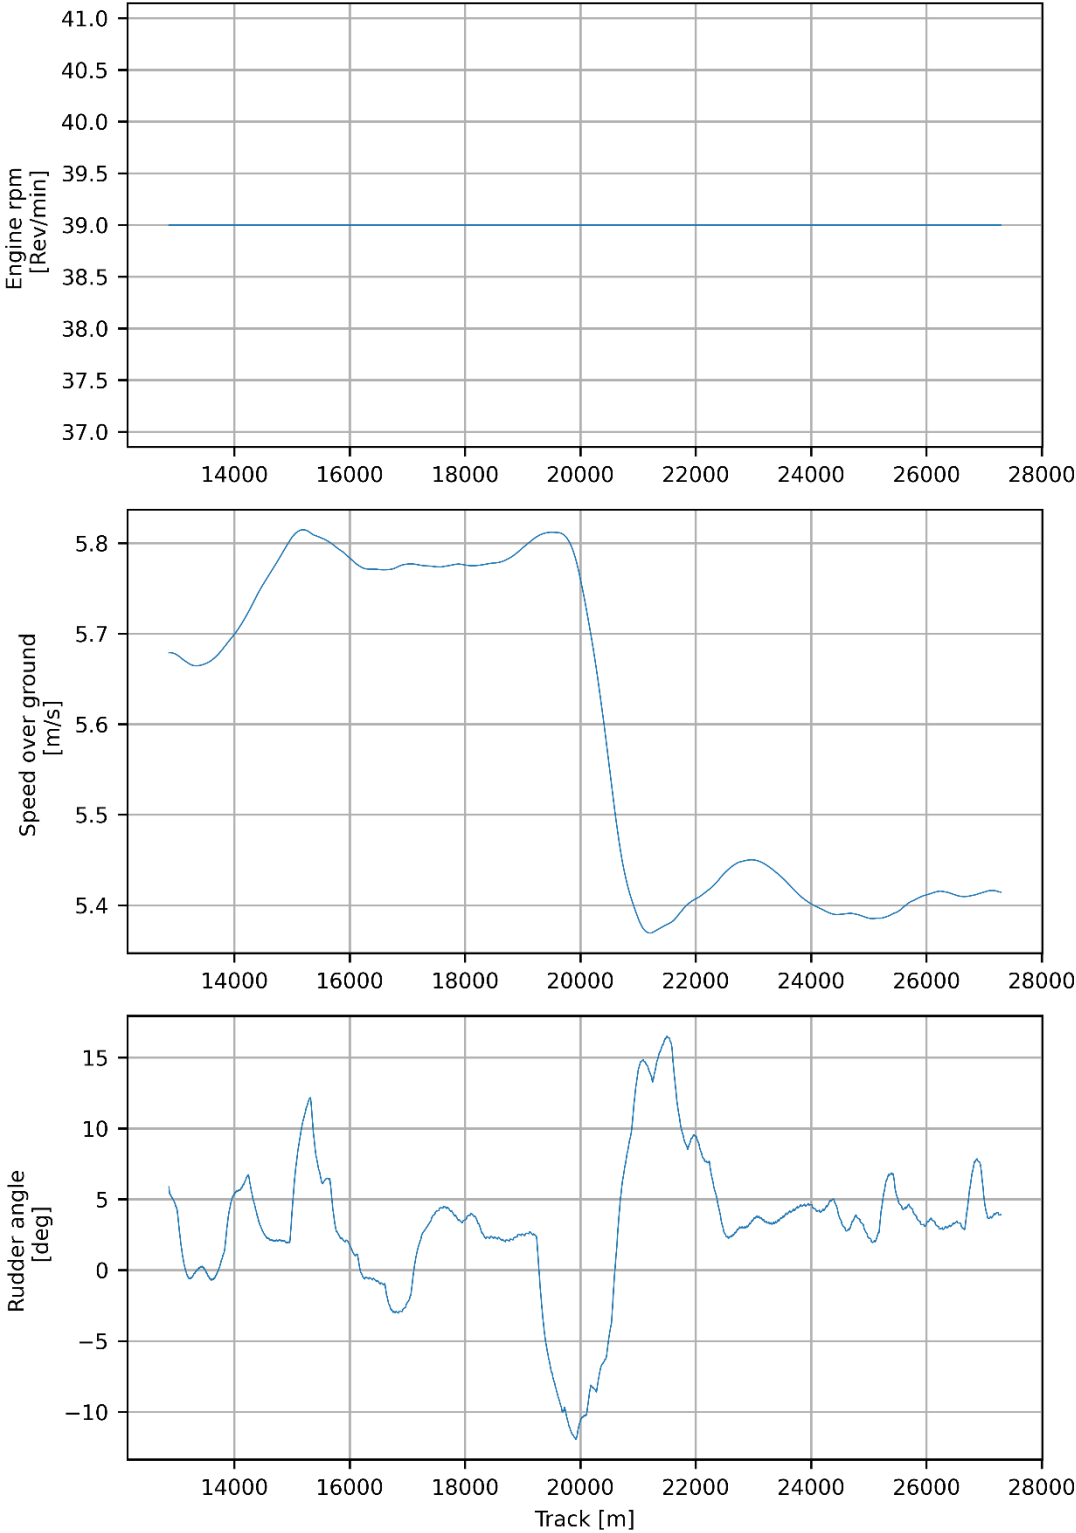 41.0
40.5
40.0
39.5
39.0
38.5
38.0
37.5
37.0
Engine rpm
[Rev/min]
14000 16000 18000 20000 22000 24000 26000 28000
5.8
5.7
5.6
5.5
5.4
Speed over ground
[m/s]
14000 16000 18000 20000 22000 24000 26000 28000
15
10
5
0
−5
−10
Rudder angle
[deg]
14000 16000 18000 20000 22000 24000 26000 28000
Track [m]